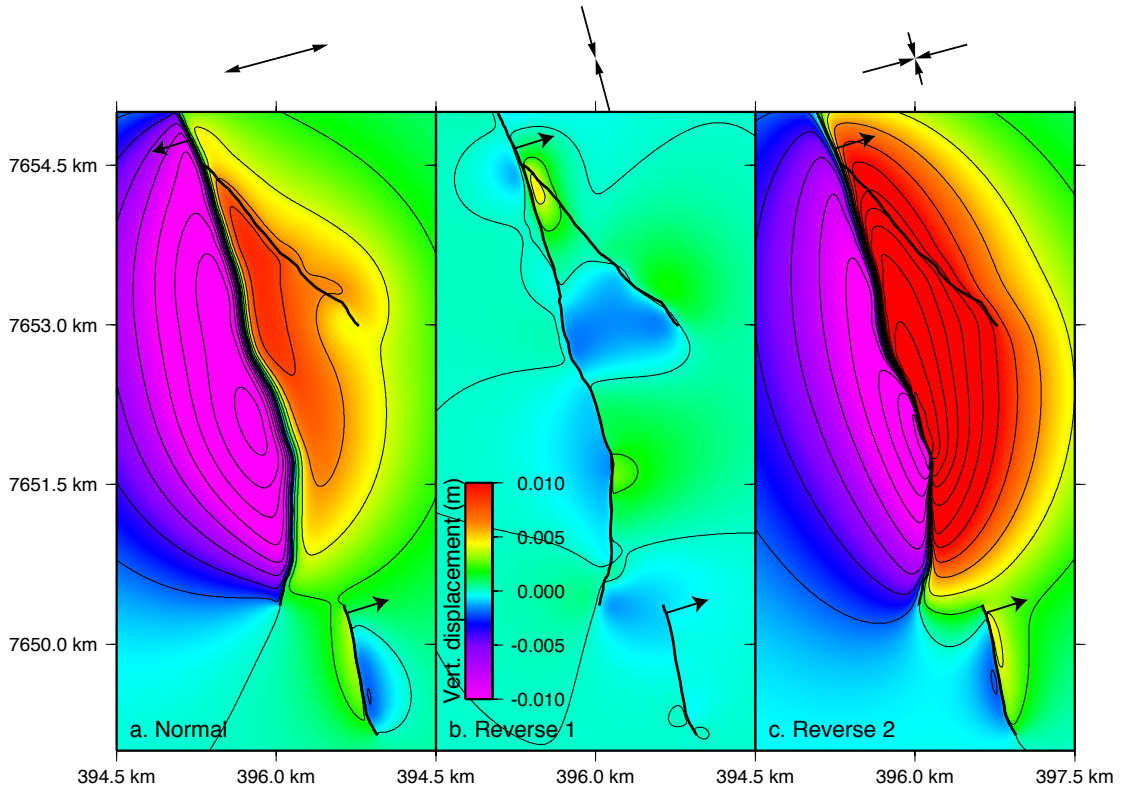 7654.5 km
7653.0 km
7651.5 km
7650.0 km
Vert. displacement (m)
0.010
0.005
0.000
-0.005
-0.010
a. Normal
b. Reverse 1
c. Reverse 2
394.5 km
396.0 km
394.5 km
396.0 km
394.5 km
396.0 km
397.5 km